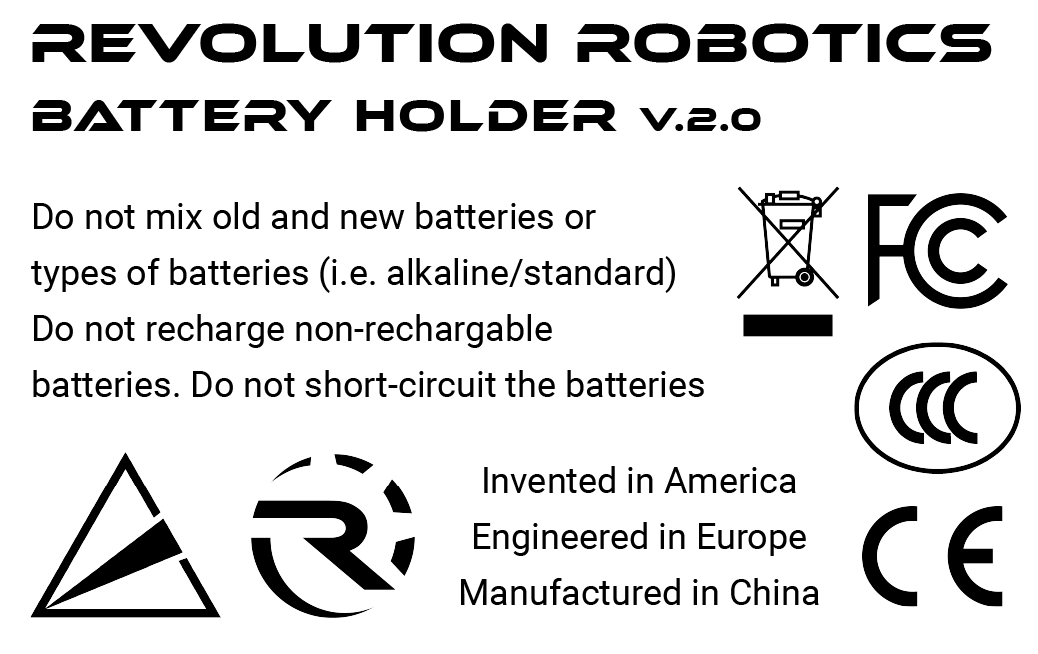 REVOLUTION ROBOTICS
BATTERY HOLDER V.2.0
Do not mix old and new batteries or
types of batteries (i.e. alkaline/standard)
Do not recharge non-rechargable
batteries. Do not short-circuit the batteries
FC
CCC
R
Invented in America
Engineered in Europe
Manufactured in China
CE